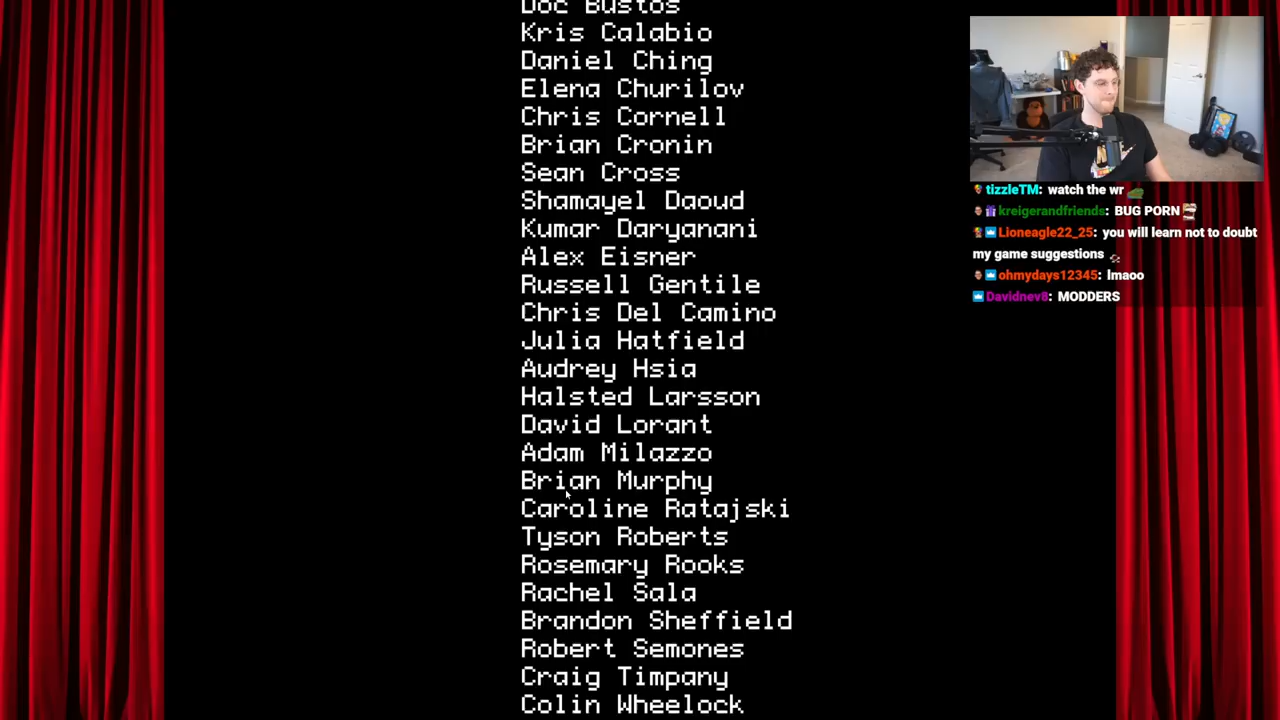 Doc Bustos
Kris Calabio
Daniel Ching
Elena Churilov
Chris Cornell
Brian Cronin
Sean Cross
Shamayel Daoud
Kumar Daryanani
Alex Eisner
Russell Gentile
Chris Del Camino
Julia Hatfield
Audrey Hsia
Halsted Larsson
David Lorant
Adam Milazzo
Brian Murphy
Caroline Ratajski
Tyson Roberts
Rosemary Rooks
Rachel Sala
Brandon Sheffield
Robert Semones
Craig Timpany
Colin Wheelock
tizzleTM: watch the wr
kreigerandfriends: BUG PORN
Lioneagle22_25: you will learn not to doubt
my game suggestions
ohmydays12345: lmaoo
Davidnev8: MODDERS